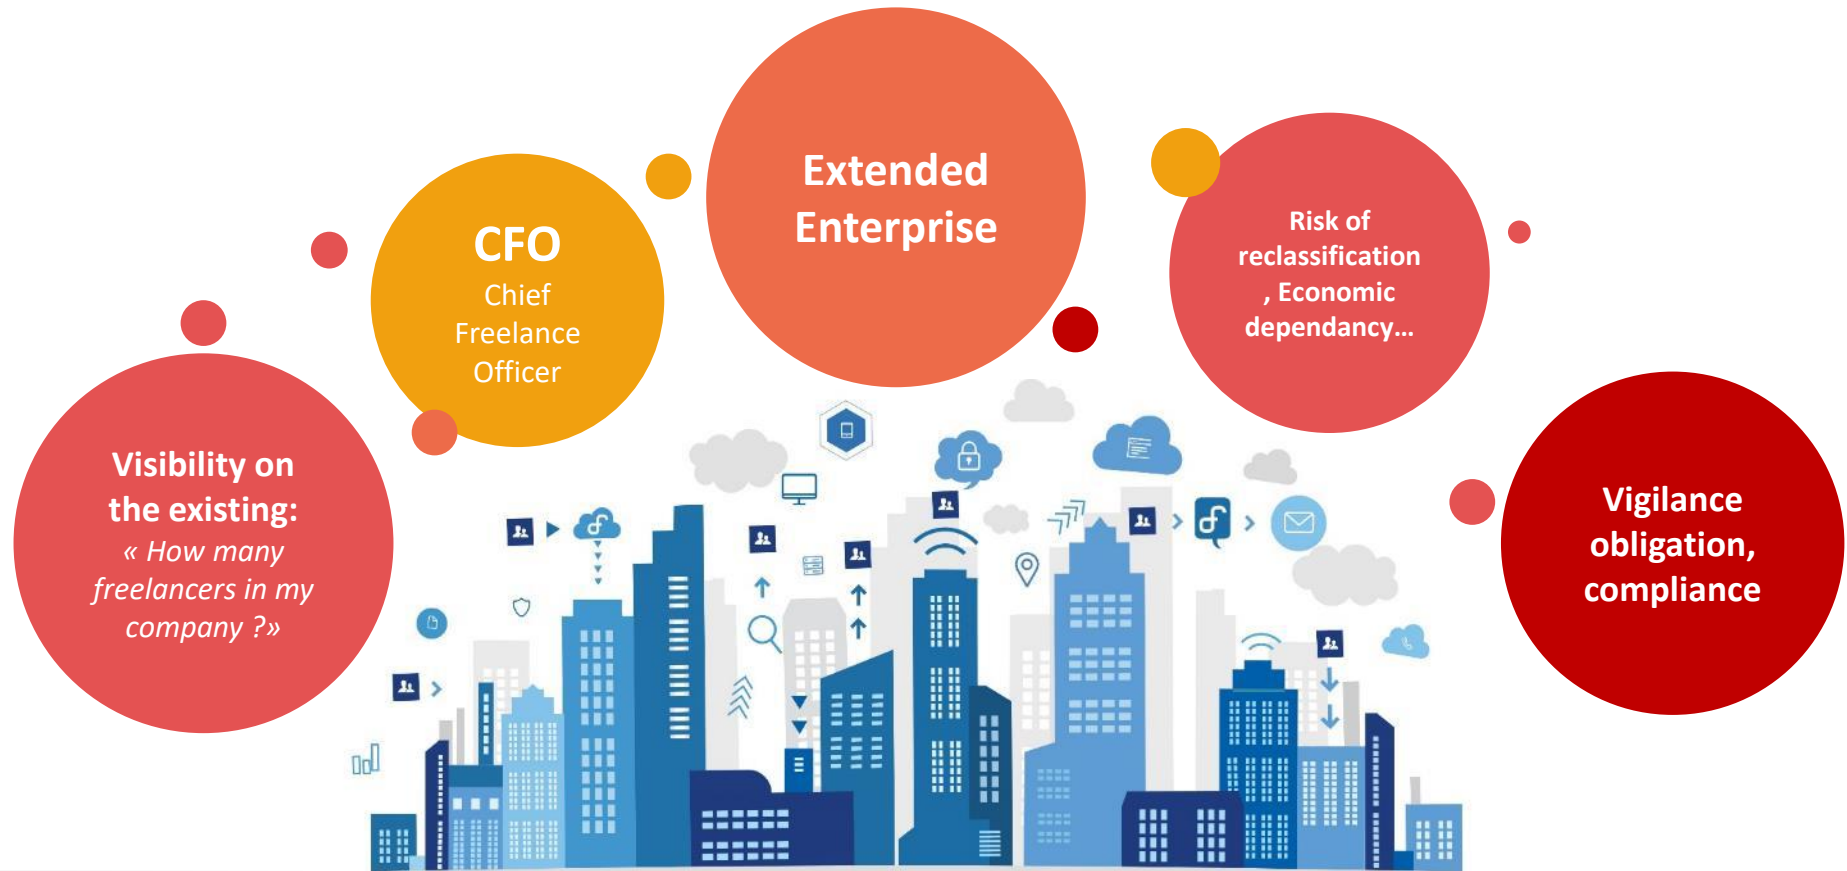 Visibility on
the existing:
« How many
freelancers in my
company ?»
CFO
Chief
Freelance
Officer
Extended
Enterprise
Risk of
reclassification
, Economic
dependancy...
Vigilance
obligation,
compliance